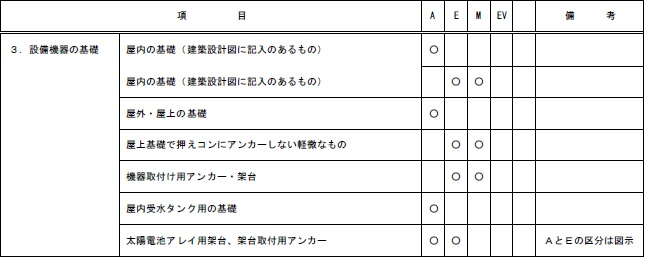 項　目 A E M EV 備　考
３．設備機器の基礎 屋内の基礎（建築設計図に記入のあるもの） ○
屋内の基礎（建築設計図に記入のあるもの） ○ ○
屋外・屋上の基礎 ○
屋上基礎で押えコンにアンカーしない軽微なもの ○ ○
機器取付け用アンカー・架台 ○ ○
屋内受水タンク用の基礎 ○
太陽電池アレイ用架台、架台取付用アンカー ○ ○ ＡとＥの区分は図示